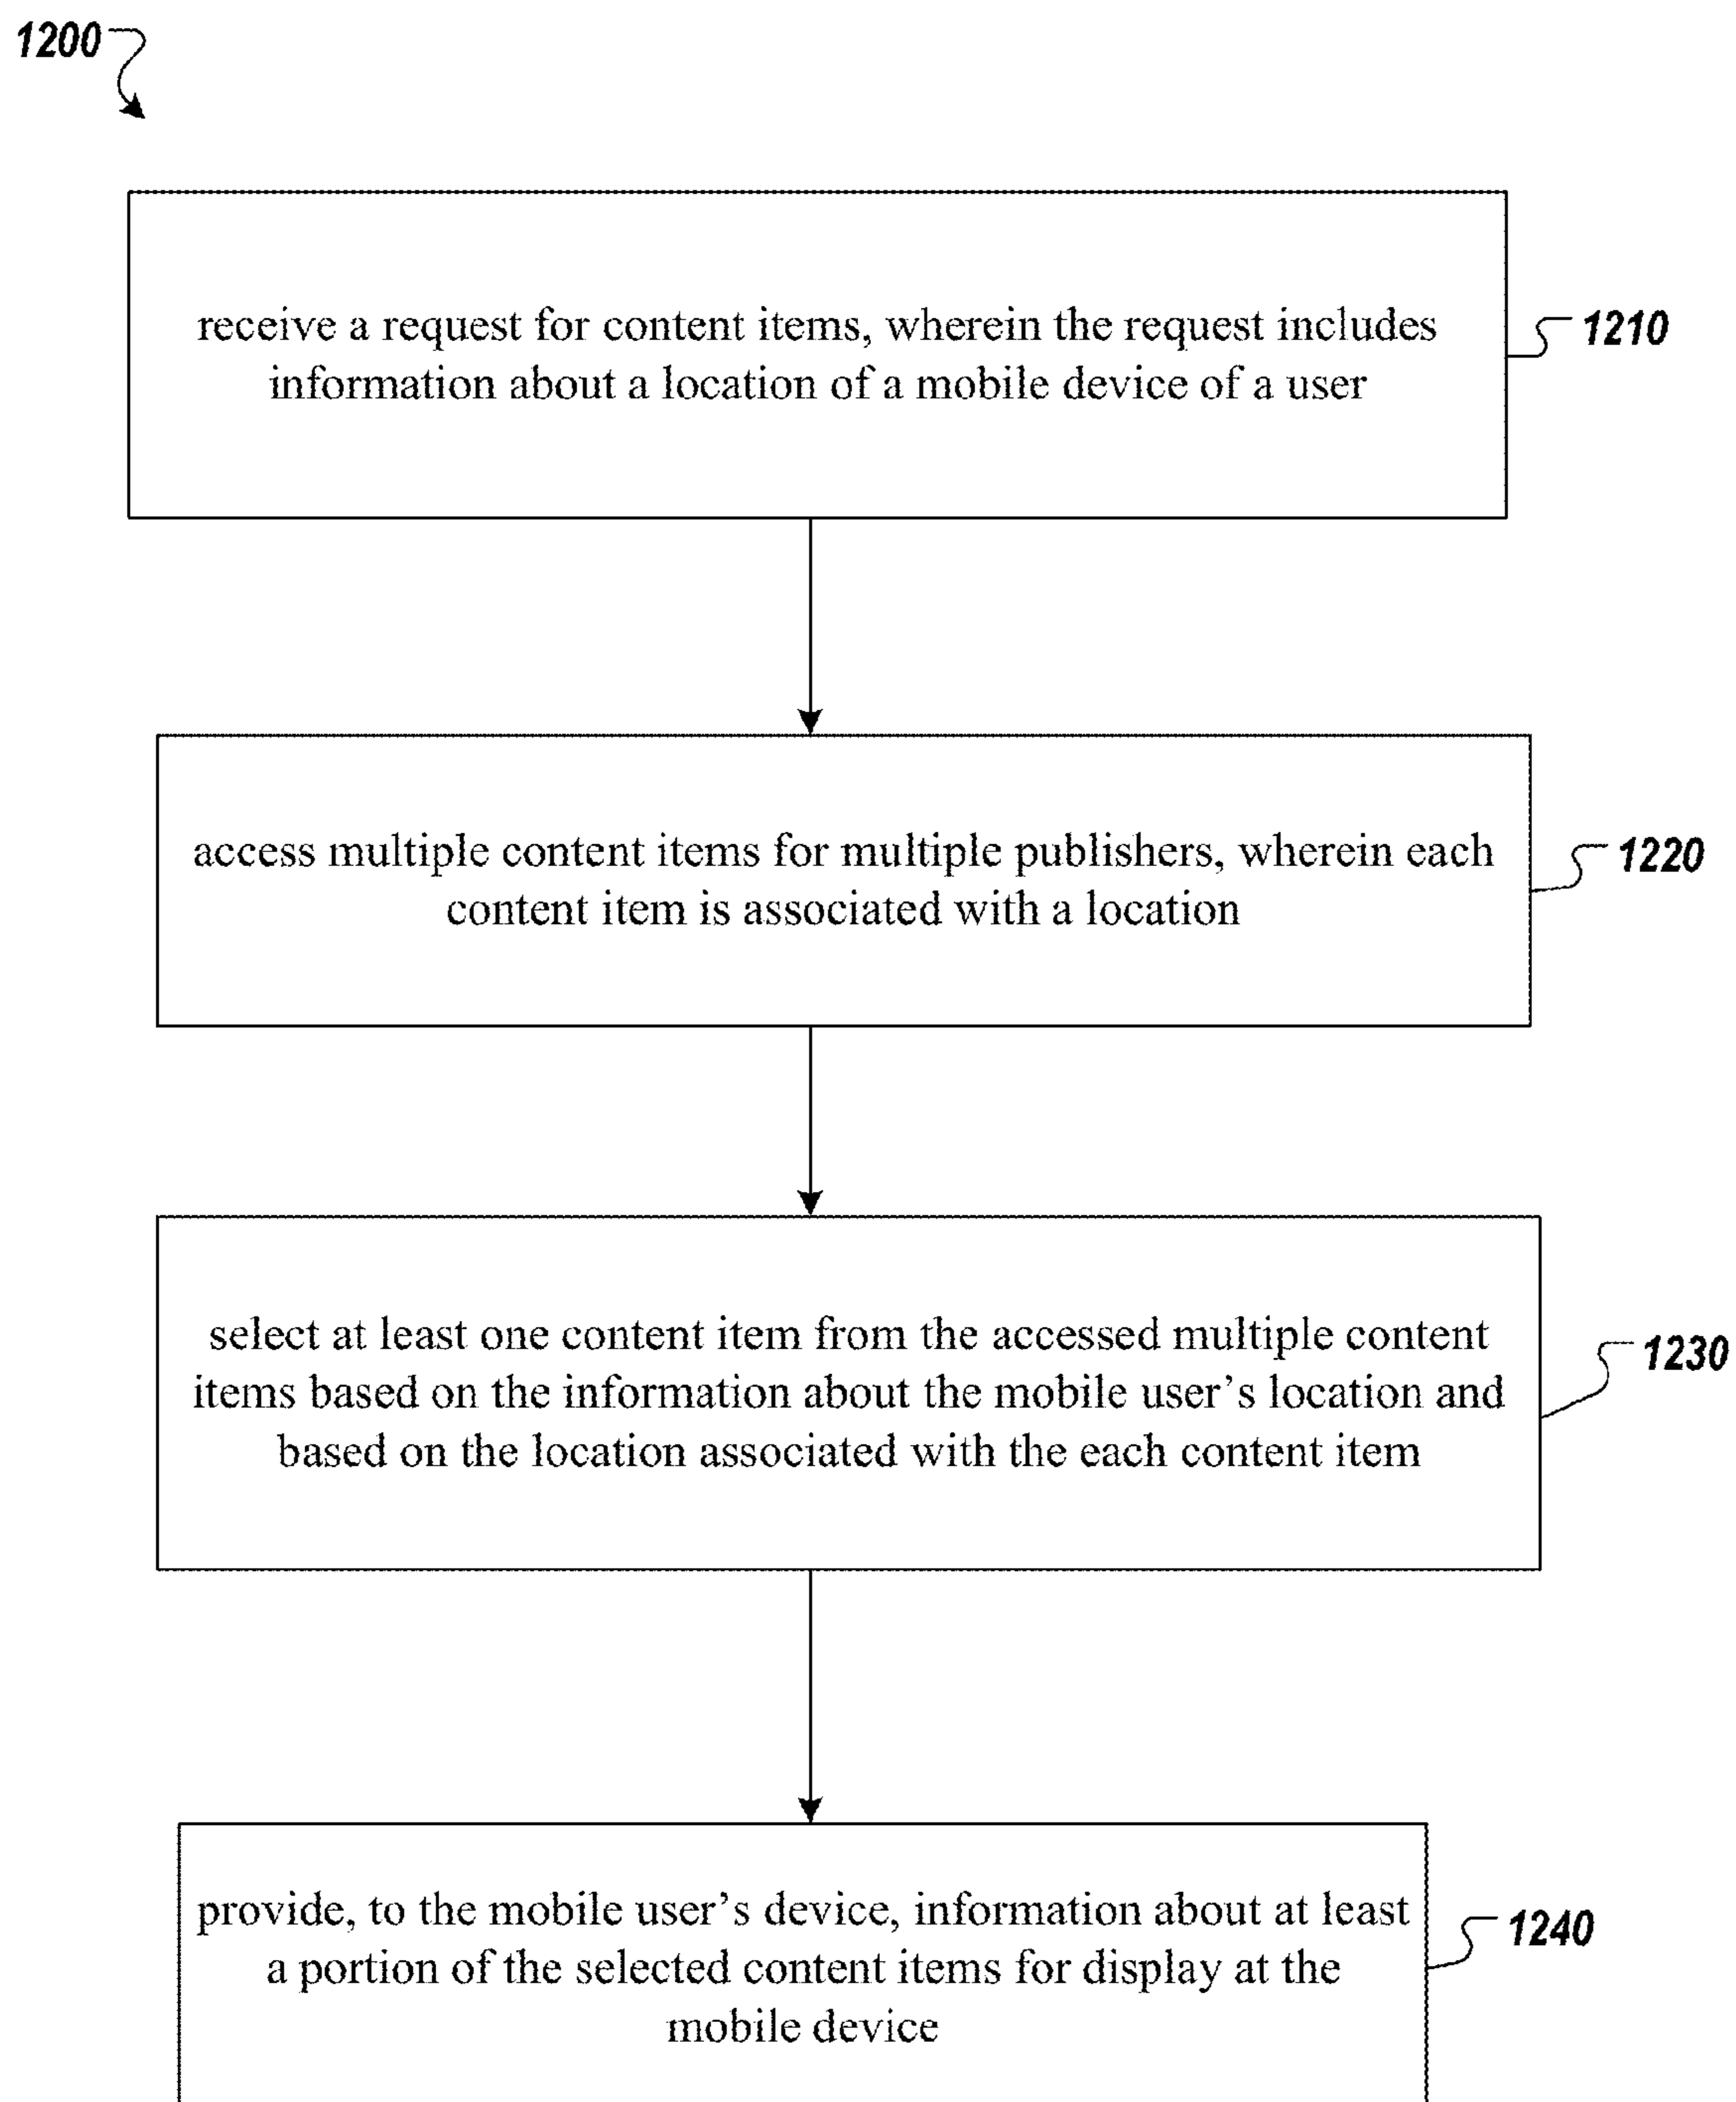 1200
receive a request for content items, wherein the request includes
information about a location of a mobile device of a user
1210
access multiple content items for multiple publishers, wherein each
content item is associated with a location
1220
select at least one content item from the accessed multiple content
items based on the information about the mobile user’s location and
based on the location associated with the each content item
1230
provide, to the mobile user’s device, information about at least
a portion of the selected content items for display at the
mobile device
1240